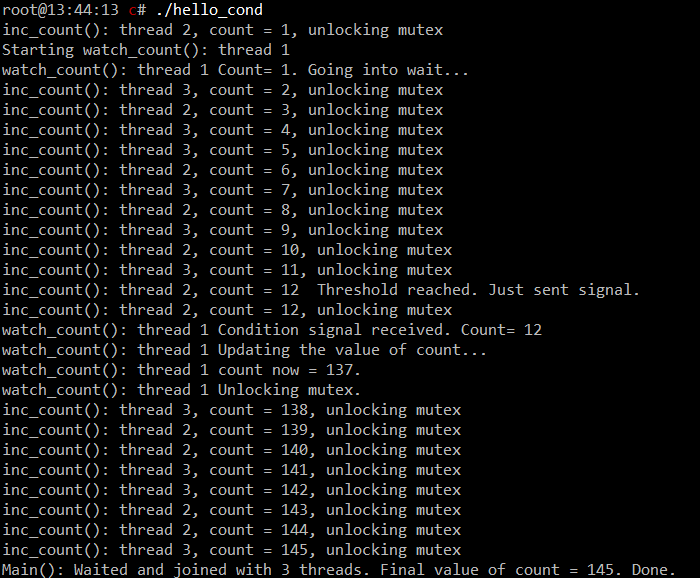 root@13:44:13 c# ./hello_cond
inc_count(): thread 2, count = 1, unlocking mutex
Starting watch_count(): thread 1
watch_count(): thread 1 Count= 1. Going into wait...
inc_count(): thread 3, count = 2, unlocking mutex
inc_count(): thread 2, count = 3, unlocking mutex
inc_count(): thread 3, count = 4, unlocking mutex
inc_count(): thread 3, count = 5, unlocking mutex
inc_count(): thread 2, count = 6, unlocking mutex
inc_count(): thread 3, count = 7, unlocking mutex
inc_count(): thread 2, count = 8, unlocking mutex
inc_count(): thread 3, count = 9, unlocking mutex
inc_count(): thread 2, count = 10, unlocking mutex
inc_count(): thread 3, count = 11, unlocking mutex
inc_count(): thread 2, count = 12  Threshold reached. Just sent signal.
inc_count(): thread 2, count = 12, unlocking mutex
watch_count(): thread 1 Condition signal received. Count= 12
watch_count(): thread 1 Updating the value of count...
watch_count(): thread 1 count now = 137.
watch_count(): thread 1 Unlocking mutex.
inc_count(): thread 3, count = 138, unlocking mutex
inc_count(): thread 2, count = 139, unlocking mutex
inc_count(): thread 2, count = 140, unlocking mutex
inc_count(): thread 3, count = 141, unlocking mutex
inc_count(): thread 3, count = 142, unlocking mutex
inc_count(): thread 2, count = 143, unlocking mutex
inc_count(): thread 2, count = 144, unlocking mutex
inc_count(): thread 3, count = 145, unlocking mutex
Main(): Waited and joined with 3 threads. Final value of count = 145. Done.